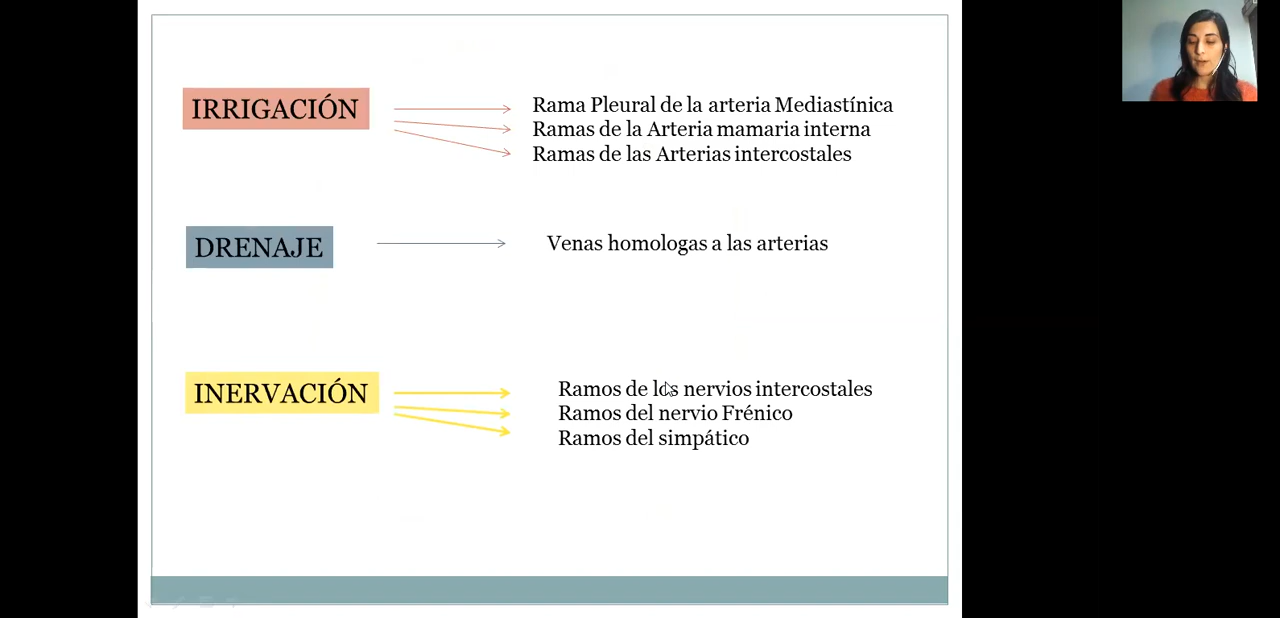 IRRIGACIÓN
Rama Pleural de la arteria Mediastínica
Ramas de la Arteria mamaria interna
Ramas de las Arterias intercostales
DRENAJE
Venas homologas a las arterias
INERVACIÓN
Ramos de los nervios intercostales
Ramos del nervio Frénico
Ramos del simpático